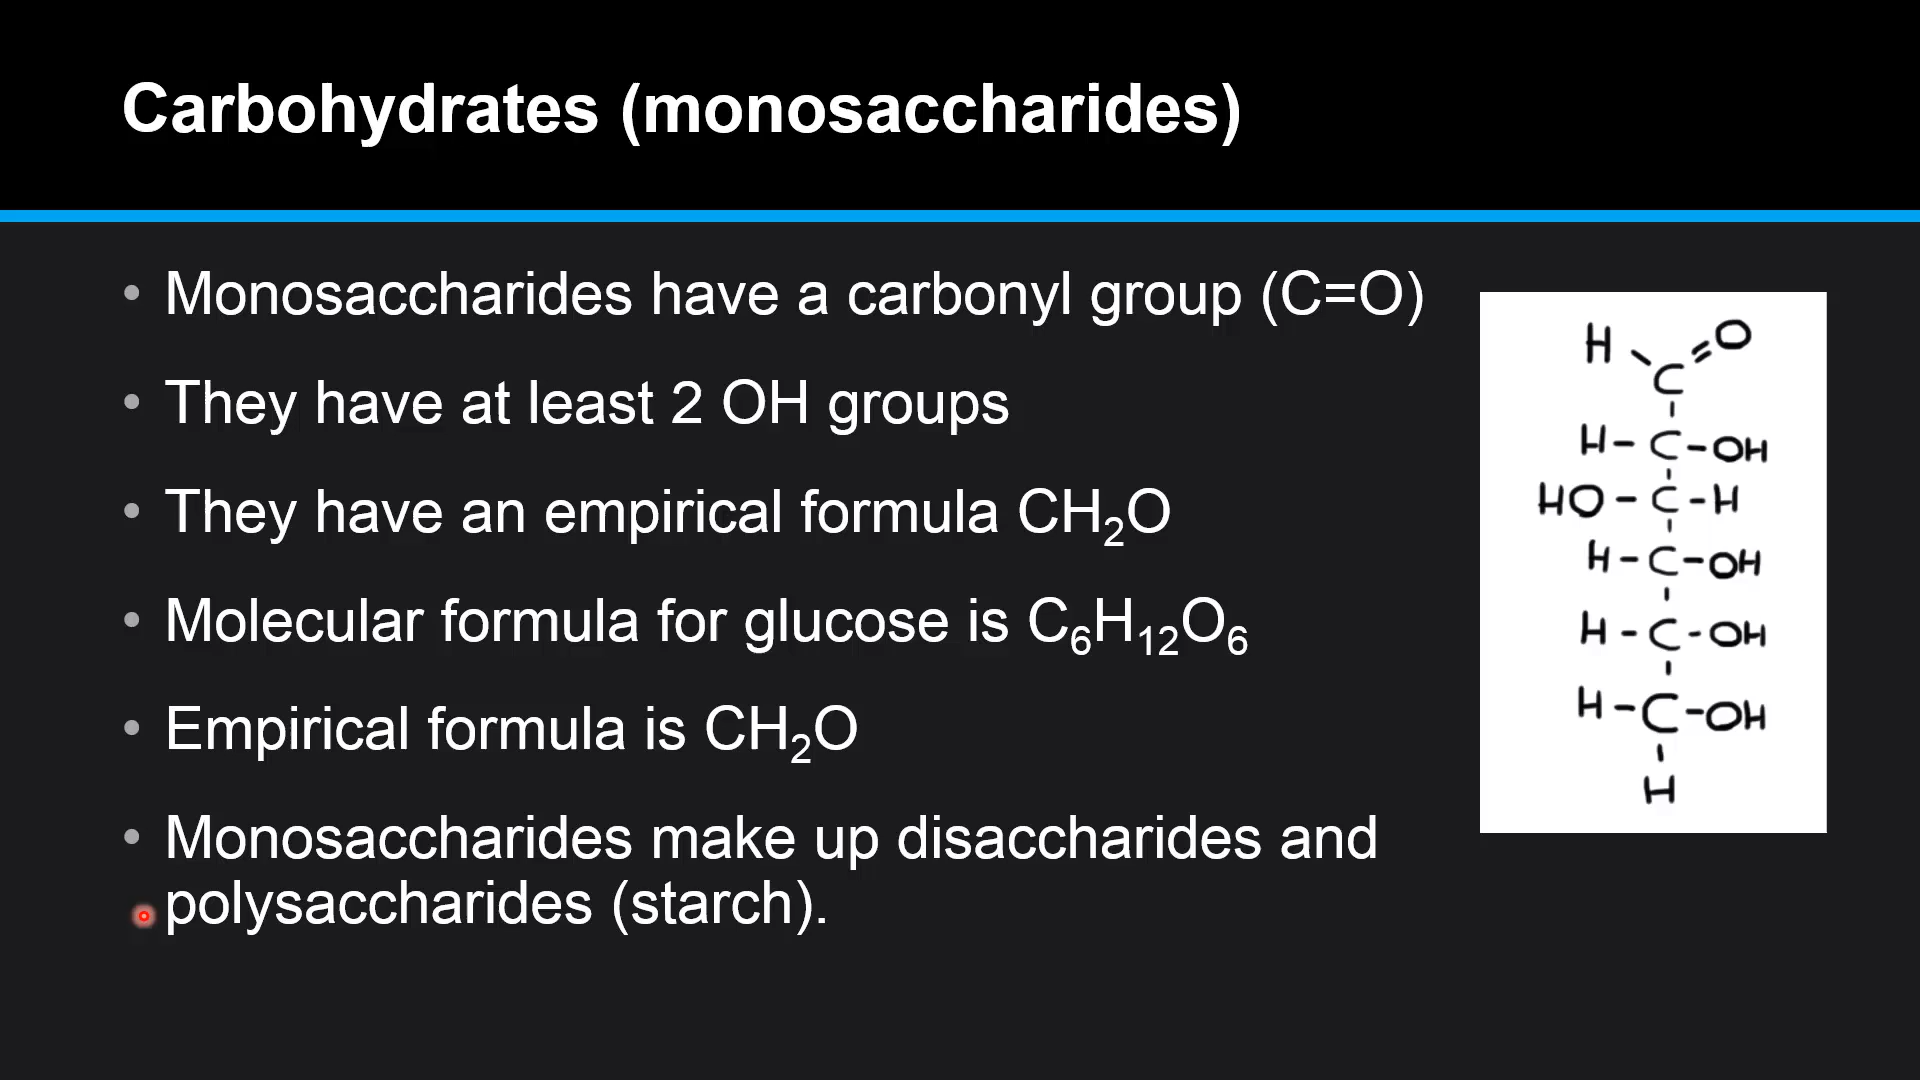 Carbohydrates (monosaccharides)
• Monosaccharides have a carbonyl group (C=O)
• They have at least 2 OH groups
• They have an empirical formula CH₂O
• Molecular formula for glucose is C₆H₁₂O₆
• Empirical formula is CH₂O
• Monosaccharides make up disaccharides and
polysaccharides (starch).
H O
C
H-C-OH
HO-C-H
H-C-OH
H-C-OH
H-C-OH
H